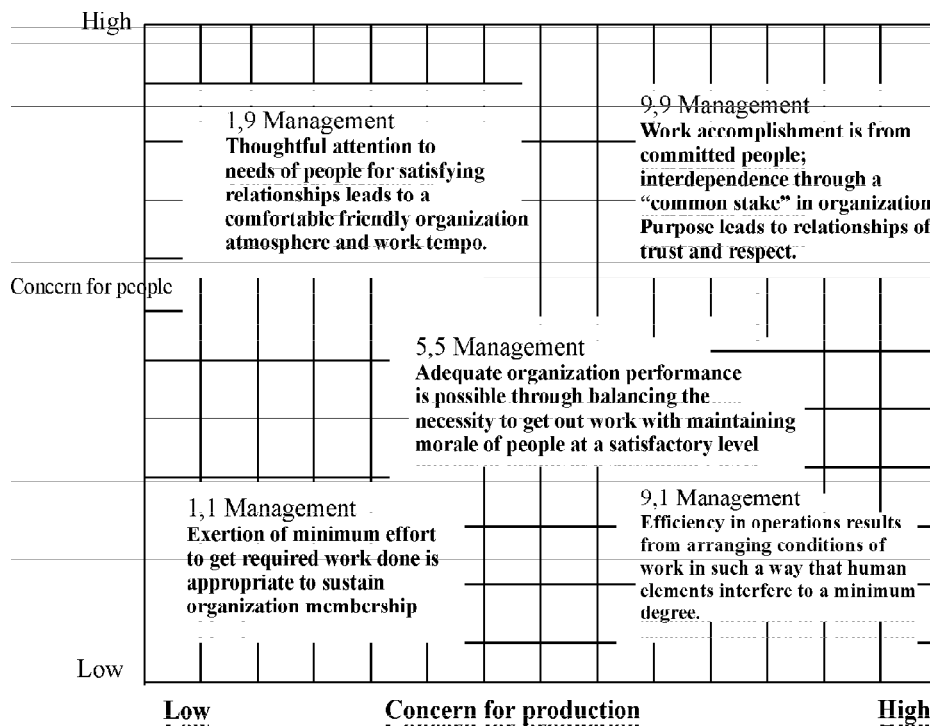 High
1,9 Management
Thoughtful attention to
needs of people for satisfying
relationships leads to a
comfortable friendly organization
atmosphere and work tempo.
9,9 Management
Work accomplishment is from
committed people;
interdependence through a
“common stake” in organization
Purpose leads to relationships of
trust and respect.
Concern for people
5,5 Management
Adequate organization performance
is possible through balancing the
necessity to get out work with maintaining
morale of people at a satisfactory level
1,1 Management
Exertion of minimum effort
to get required work done is
appropriate to sustain
organization membership
9,1 Management
Efficiency in operations results
from arranging conditions of
work in such a way that human
elements interfere to a minimum
degree.
Low
Low Concern for production High